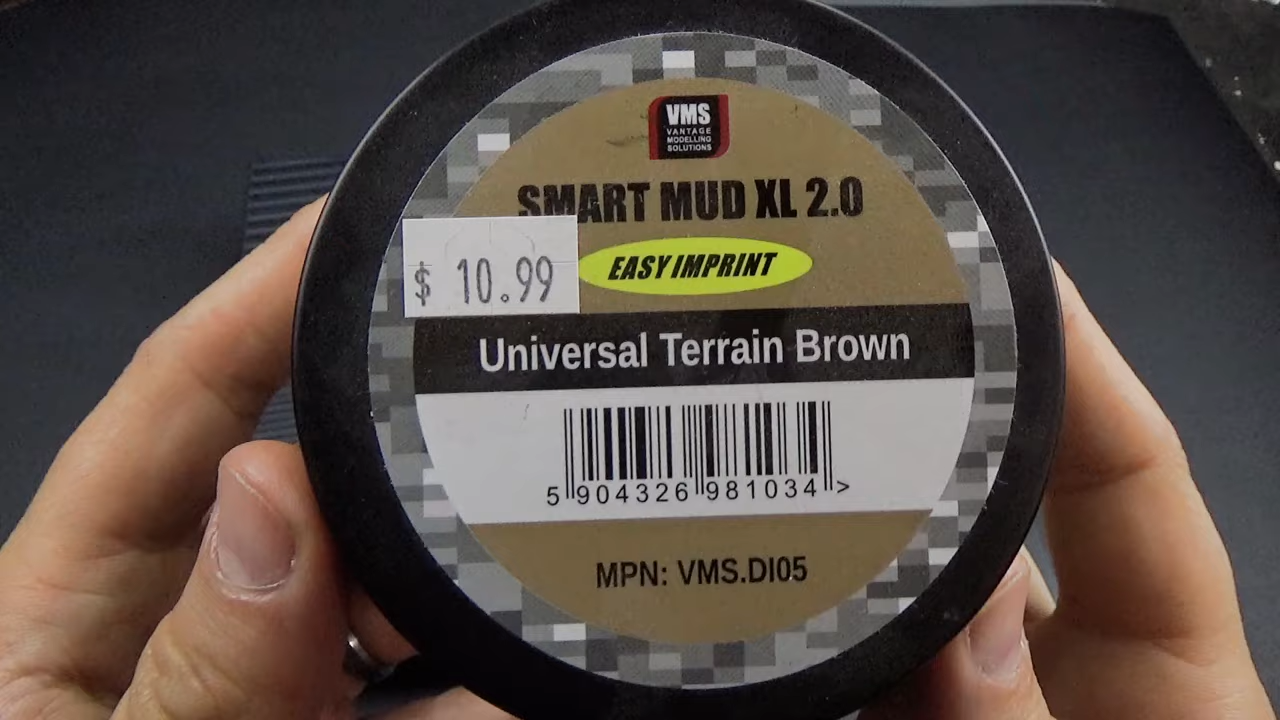 VMS
VANTAGE
MODELLING
SOLUTIONS
SMART MUD XL 2.0
EASY IMPRINT
$ 10.99
Universal Terrain Brown
5 904326 981034 >
MPN: VMS.DI05